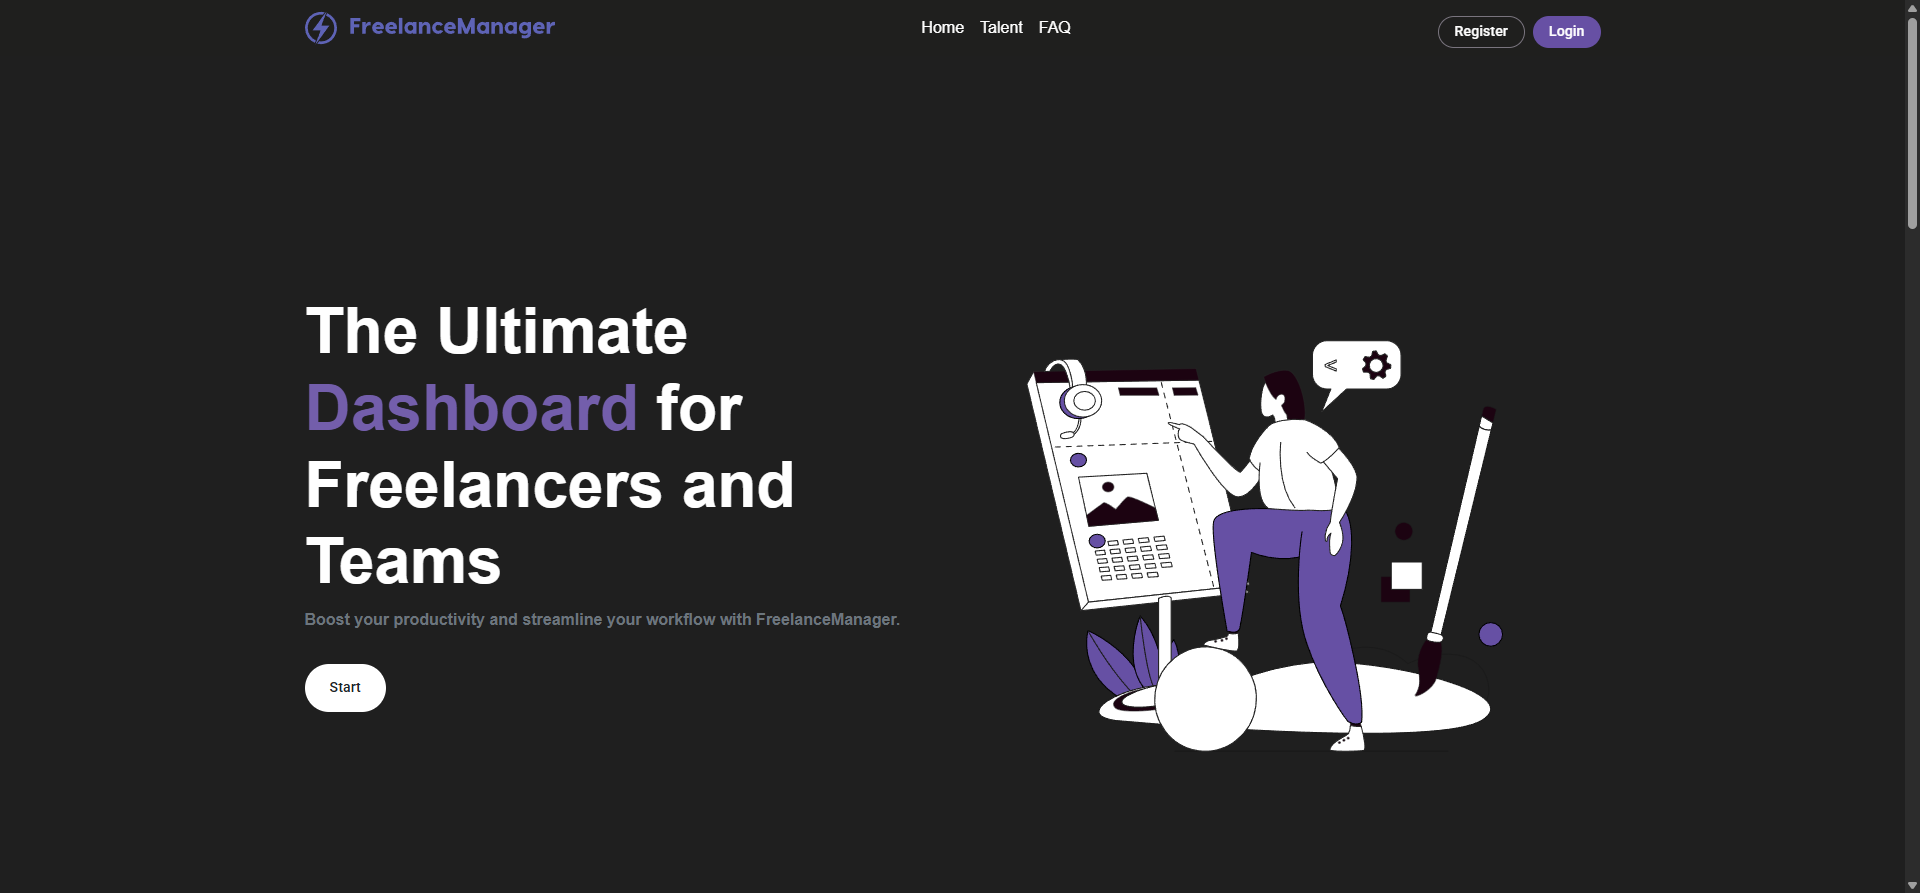 FreelanceManager
Home Talent FAQ
Register Login
The Ultimate
Dashboard for
Freelancers and
Teams
Boost your productivity and streamline your workflow with FreelanceManager.
Start